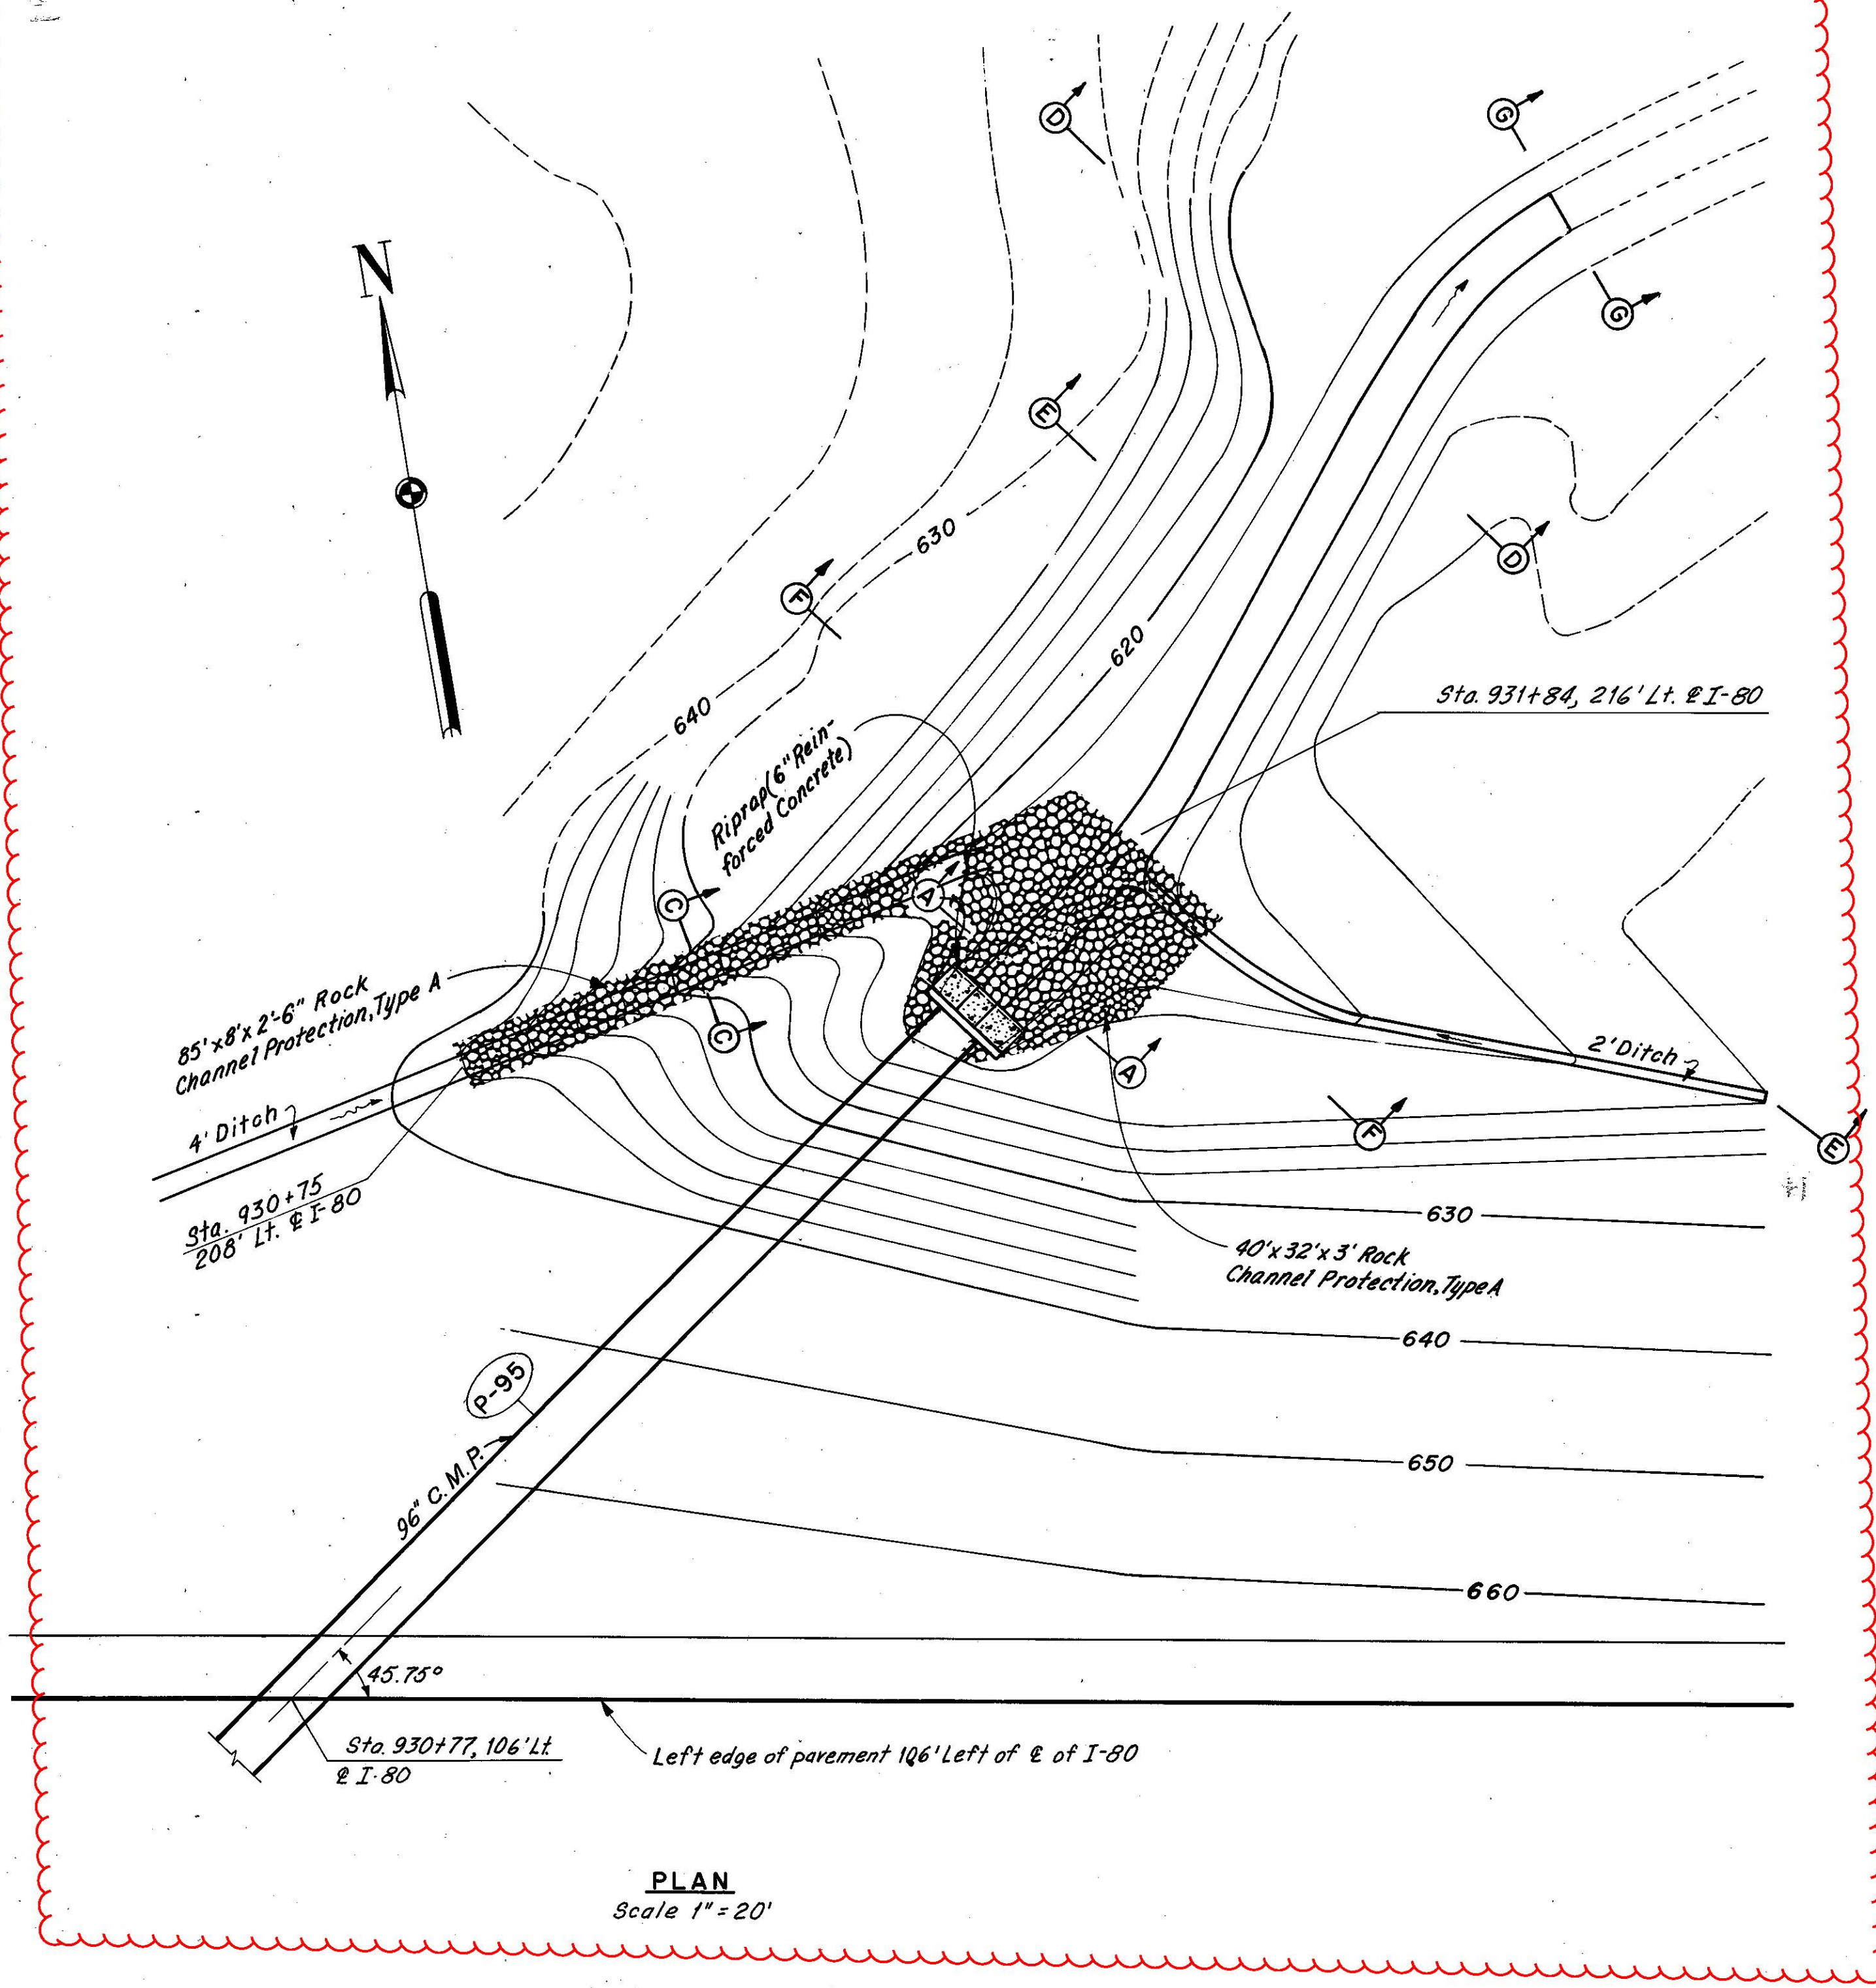 N
D
G
G
E
630
D
F
620
640
Sta. 931+84, 216' Lt. ℄ I-80
Riprap (6" Rein-
forced Concrete)
A
C
85'x8'x2'-6" Rock
Channel Protection, Type A
C
2' Ditch
A
4' Ditch
F
E
Sta. 930+75
208' Lt. ℄ I-80
630
40'x32'x3' Rock
Channel Protection, Type A
640
P-95
650
96" C.M.P.
660
45.75°
Sta. 930+77, 106' Lt.
℄ I-80
Left edge of pavement 106' Left of ℄ of I-80
PLAN
Scale 1" = 20'